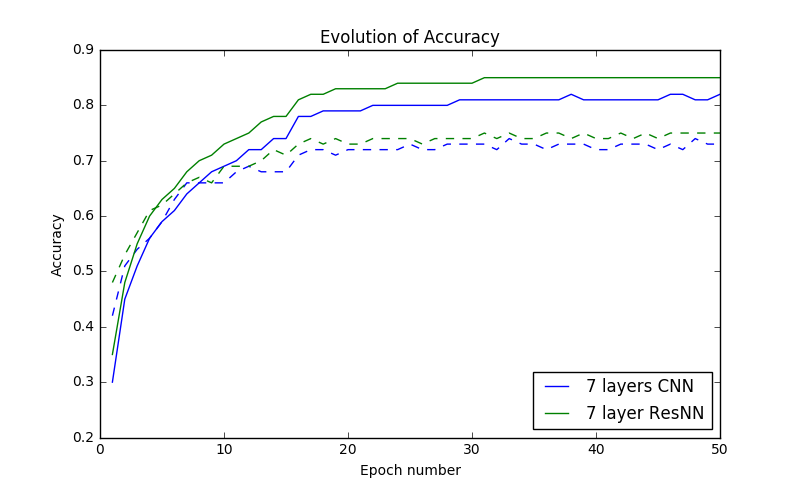 Evolution of Accuracy
0.9
0.8
0.7
0.6
0.5
0.4
0.3
0.2
Accuracy
0 10 20 30 40 50
Epoch number
7 layers CNN
7 layer ResNN